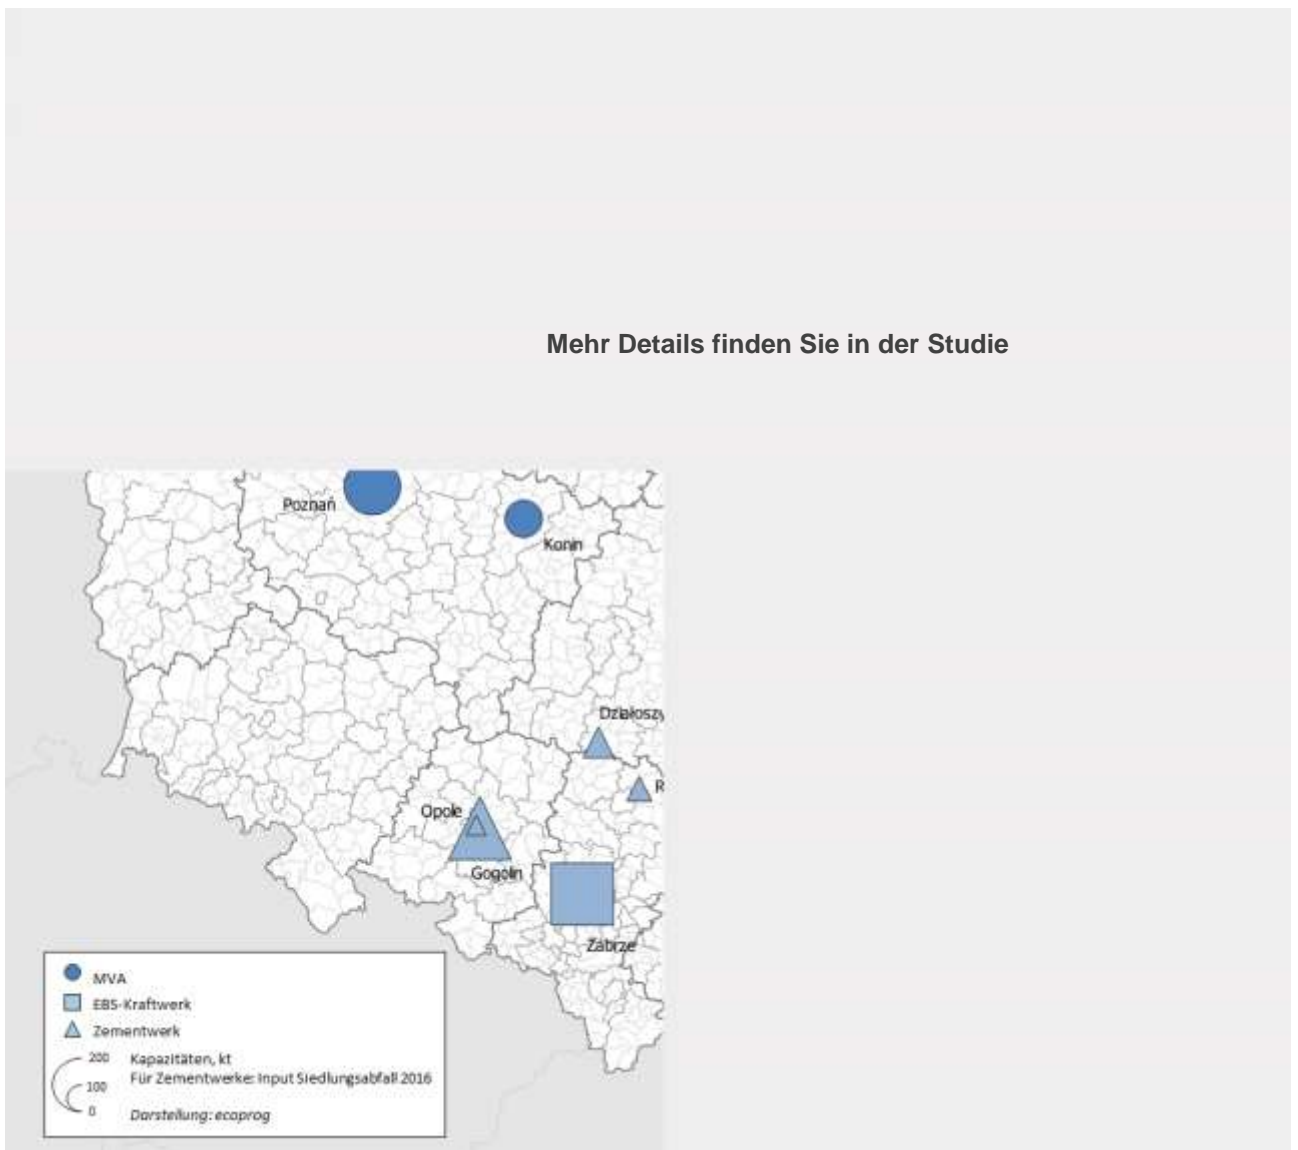 Mehr Details finden Sie in der Studie
Poznań
Konin
Działoszy
R
Opole
Gogolin
Zabrze
MVA
EBS-Kraftwerk
Zementwerk
200
100
0
Kapazitäten, kt
Für Zementwerke: Input Siedlungsabfall 2016
Darstellung: ecoprog